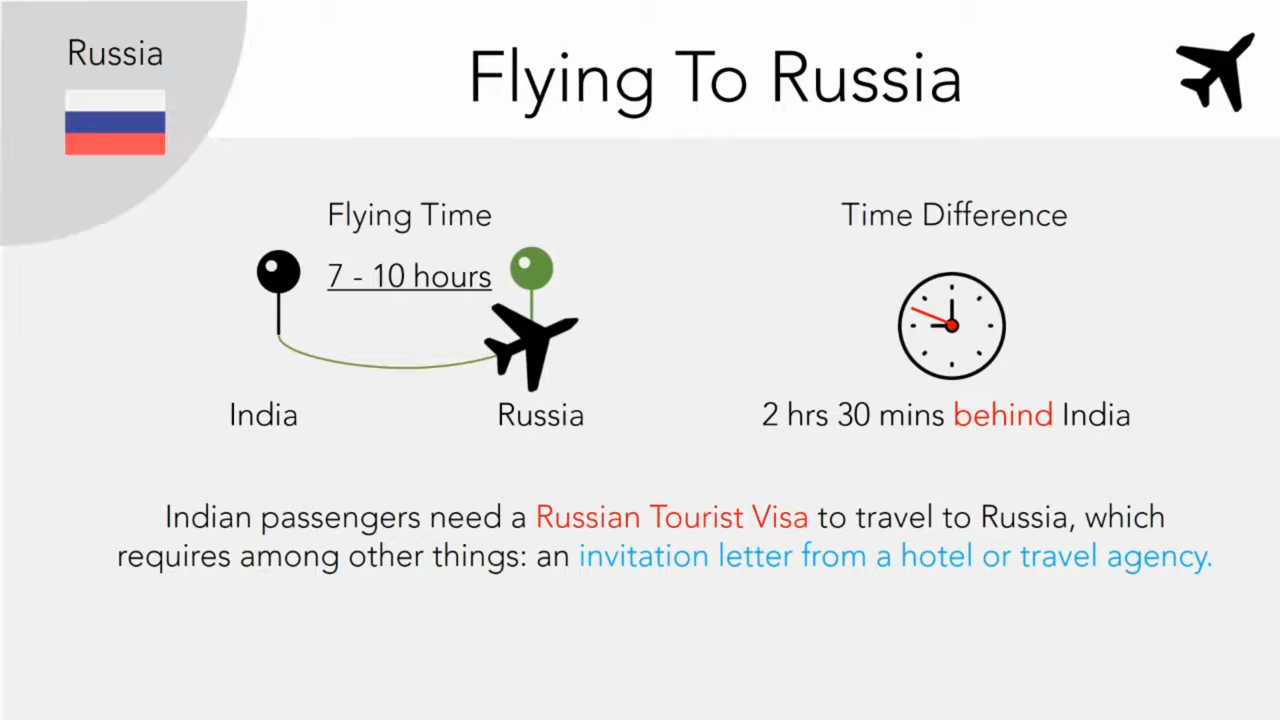 Russia
Flying To Russia
Flying Time
7 - 10 hours
India
Russia
Time Difference
2 hrs 30 mins behind India
Indian passengers need a Russian Tourist Visa to travel to Russia, which
requires among other things: an invitation letter from a hotel or travel agency.